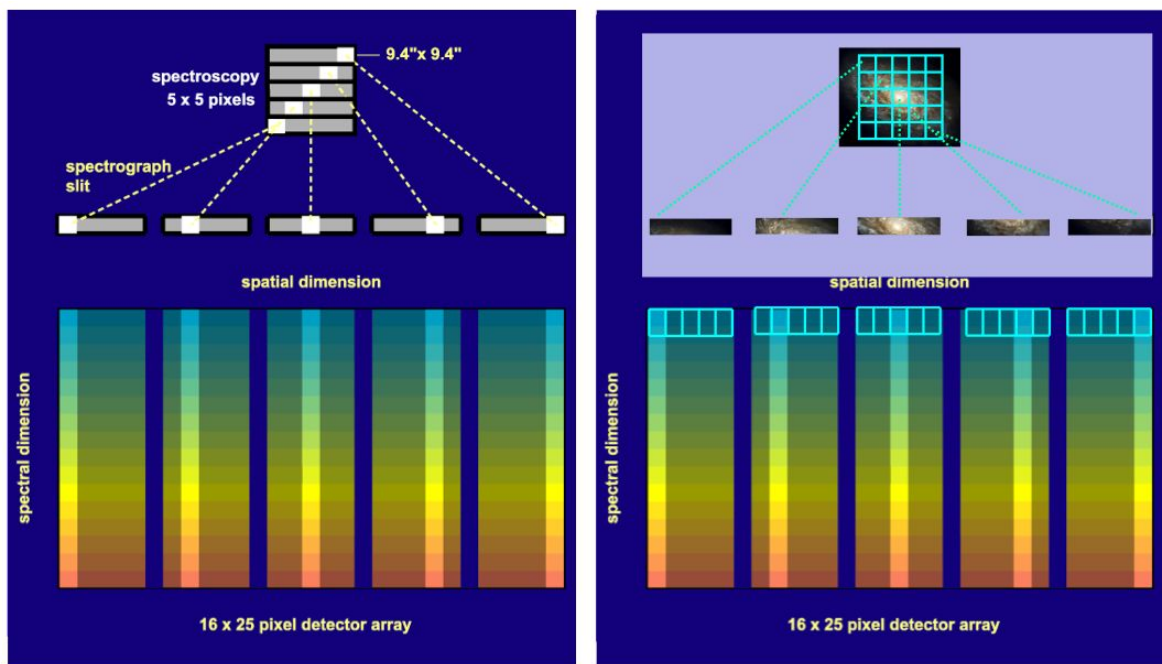 9.4"x 9.4"
spectroscopy
5 x 5 pixels
spectrograph
slit
spatial dimension
spectral dimension
16 x 25 pixel detector array
spatial dimension
spectral dimension
16 x 25 pixel detector array